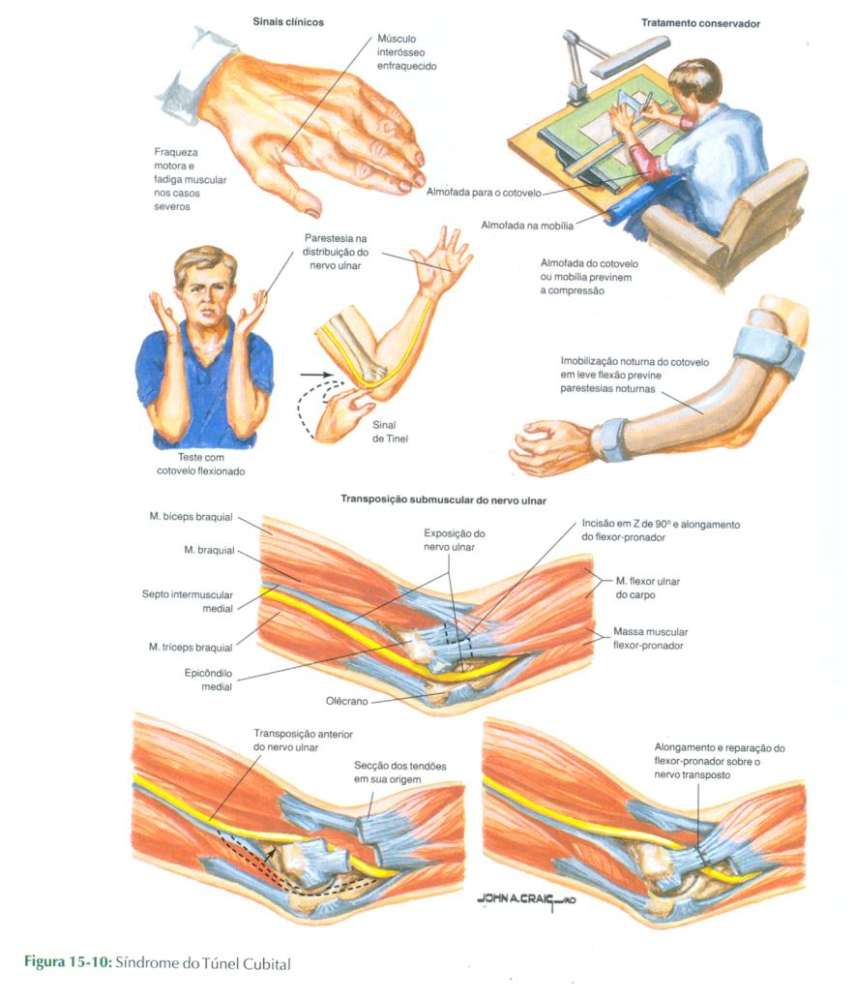 Sinais clínicos
Tratamento conservador
Músculo
interósseo
enfraquecido
Fraqueza
motora e
fadiga muscular
nos casos
severos
Almofada para o cotovelo
Almofada na mobília
Almofada do cotovelo
ou mobília previnem
a compressão
Parestesia na
distribuição do
nervo ulnar
Imobilização noturna do cotovelo
em leve flexão previne
parestesias noturnas
Sinal
de Tinel
Teste com
cotovelo flexionado
Transposição submuscular do nervo ulnar
M. bíceps braquial
M. braquial
Septo intermuscular
medial
M. tríceps braquial
Epicôndilo
medial
Olécrano
Exposição do
nervo ulnar
Incisão em Z de 90º e alongamento
do flexor-pronador
M. flexor ulnar
do carpo
Massa muscular
flexor-pronador
Transposição anterior
do nervo ulnar
Secção dos tendões
em sua origem
Alongamento e reparação do
flexor-pronador sobre o
nervo transposto
JOHN A. CRAIG_MD
Figura 15-10: Síndrome do Túnel Cubital